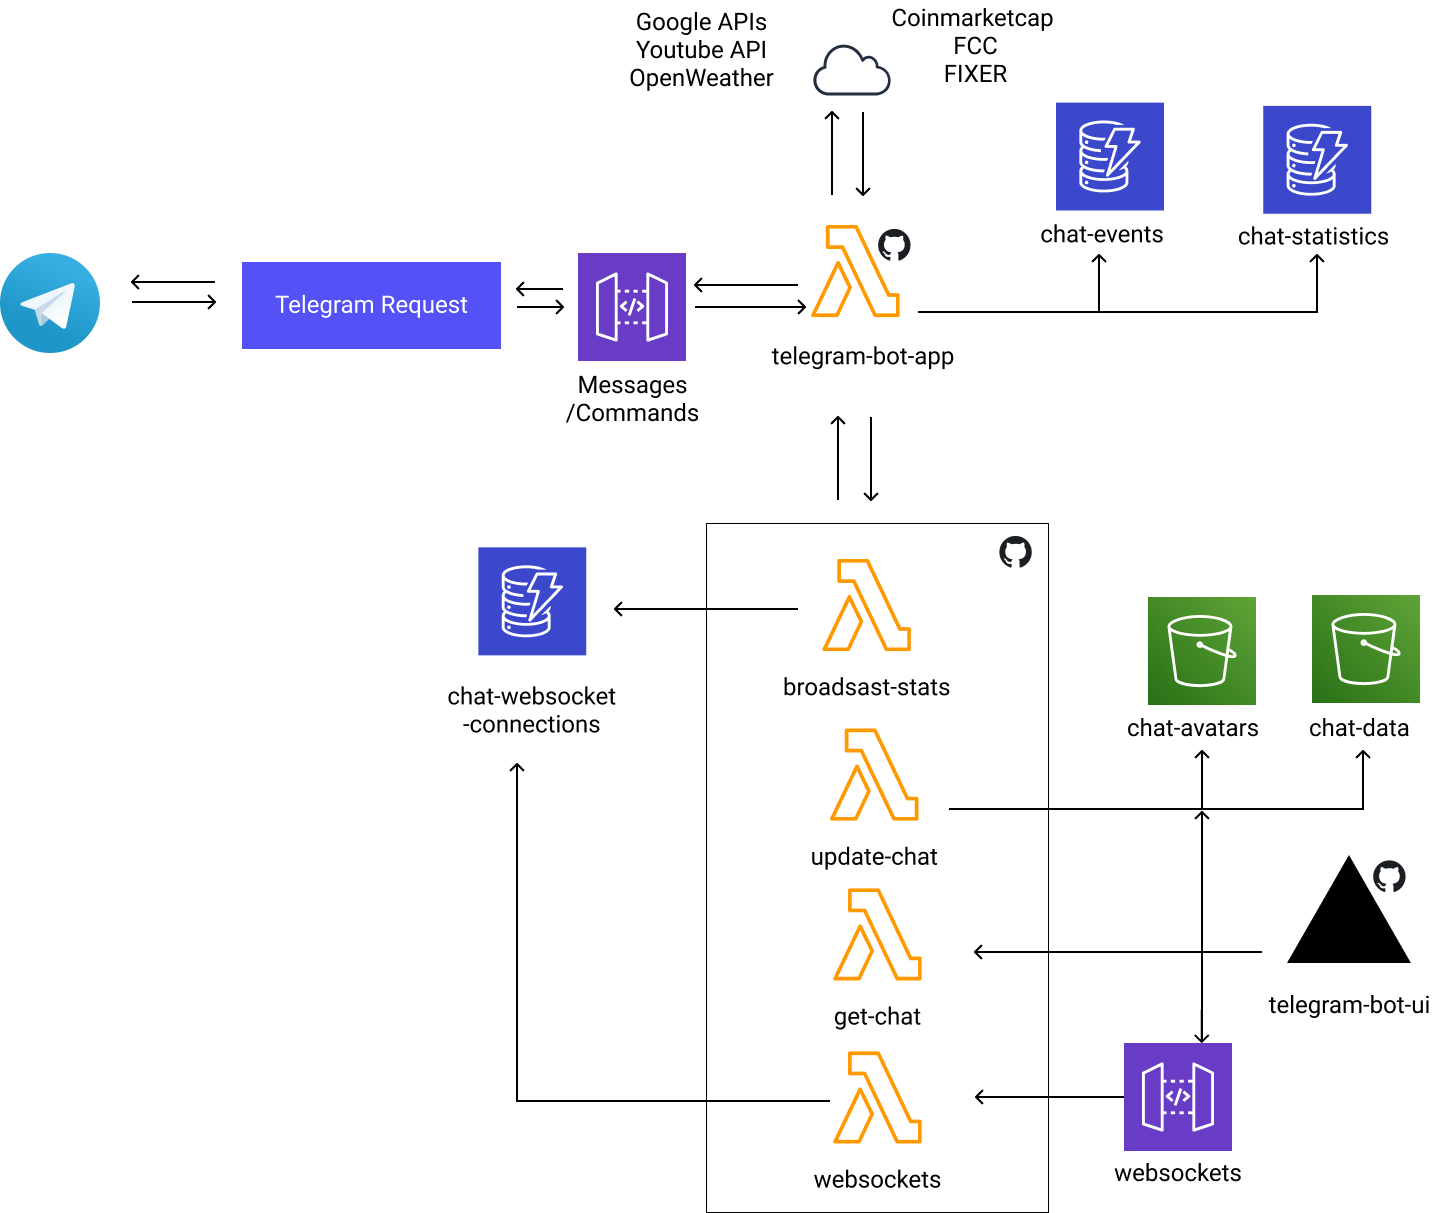 Google APIs
Youtube API
OpenWeather
Coinmarketcap
FCC
FIXER
chat-events
chat-statistics
Telegram Request
</>
Messages
/Commands
telegram-bot-app
chat-websocket
-connections
broadsast-stats
chat-avatars
chat-data
update-chat
get-chat
telegram-bot-ui
</>
websockets
websockets